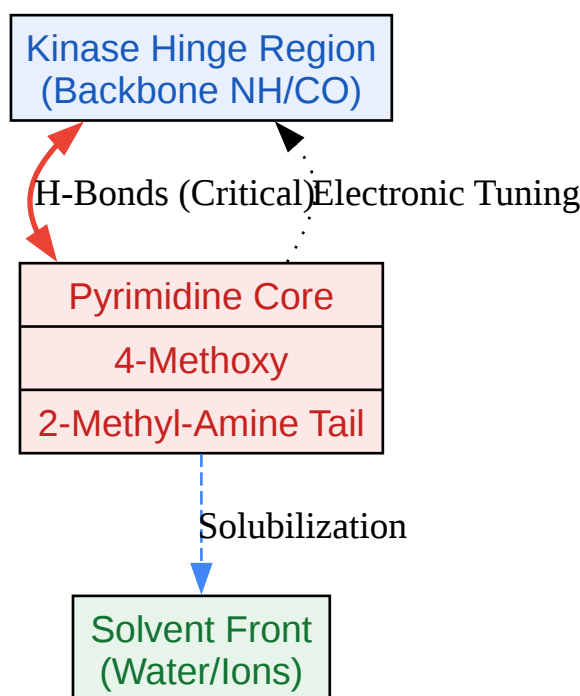 Kinase Hinge Region
(Backbone NH/CO)
H-Bonds (Critical)
Electronic Tuning
Pyrimidine Core
4-Methoxy
2-Methyl-Amine Tail
Solubilization
Solvent Front
(Water/Ions)